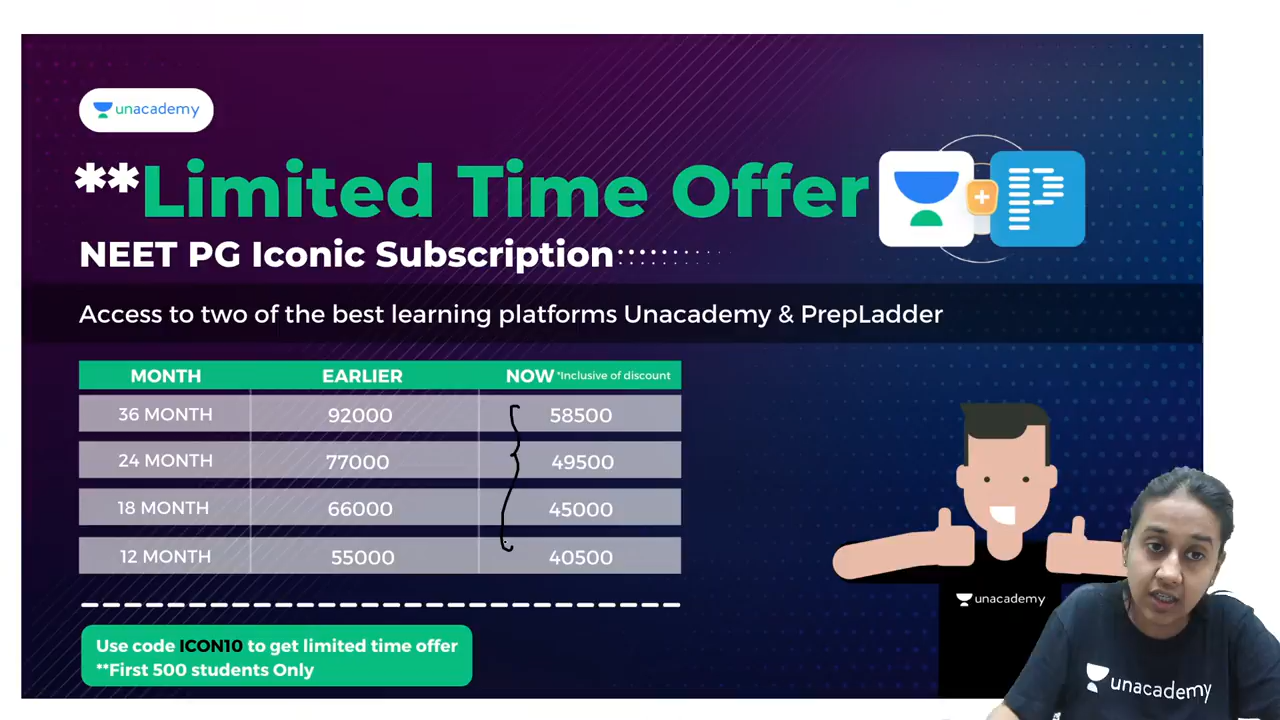 unacademy
**Limited Time Offer
NEET PG Iconic Subscription
Access to two of the best learning platforms Unacademy & PrepLadder
MONTH EARLIER NOW *Inclusive of discount
36 MONTH 92000 58500
24 MONTH 77000 49500
18 MONTH 66000 45000
12 MONTH 55000 40500
Use code ICON10 to get limited time offer
**First 500 students Only
unacademy
unacademy